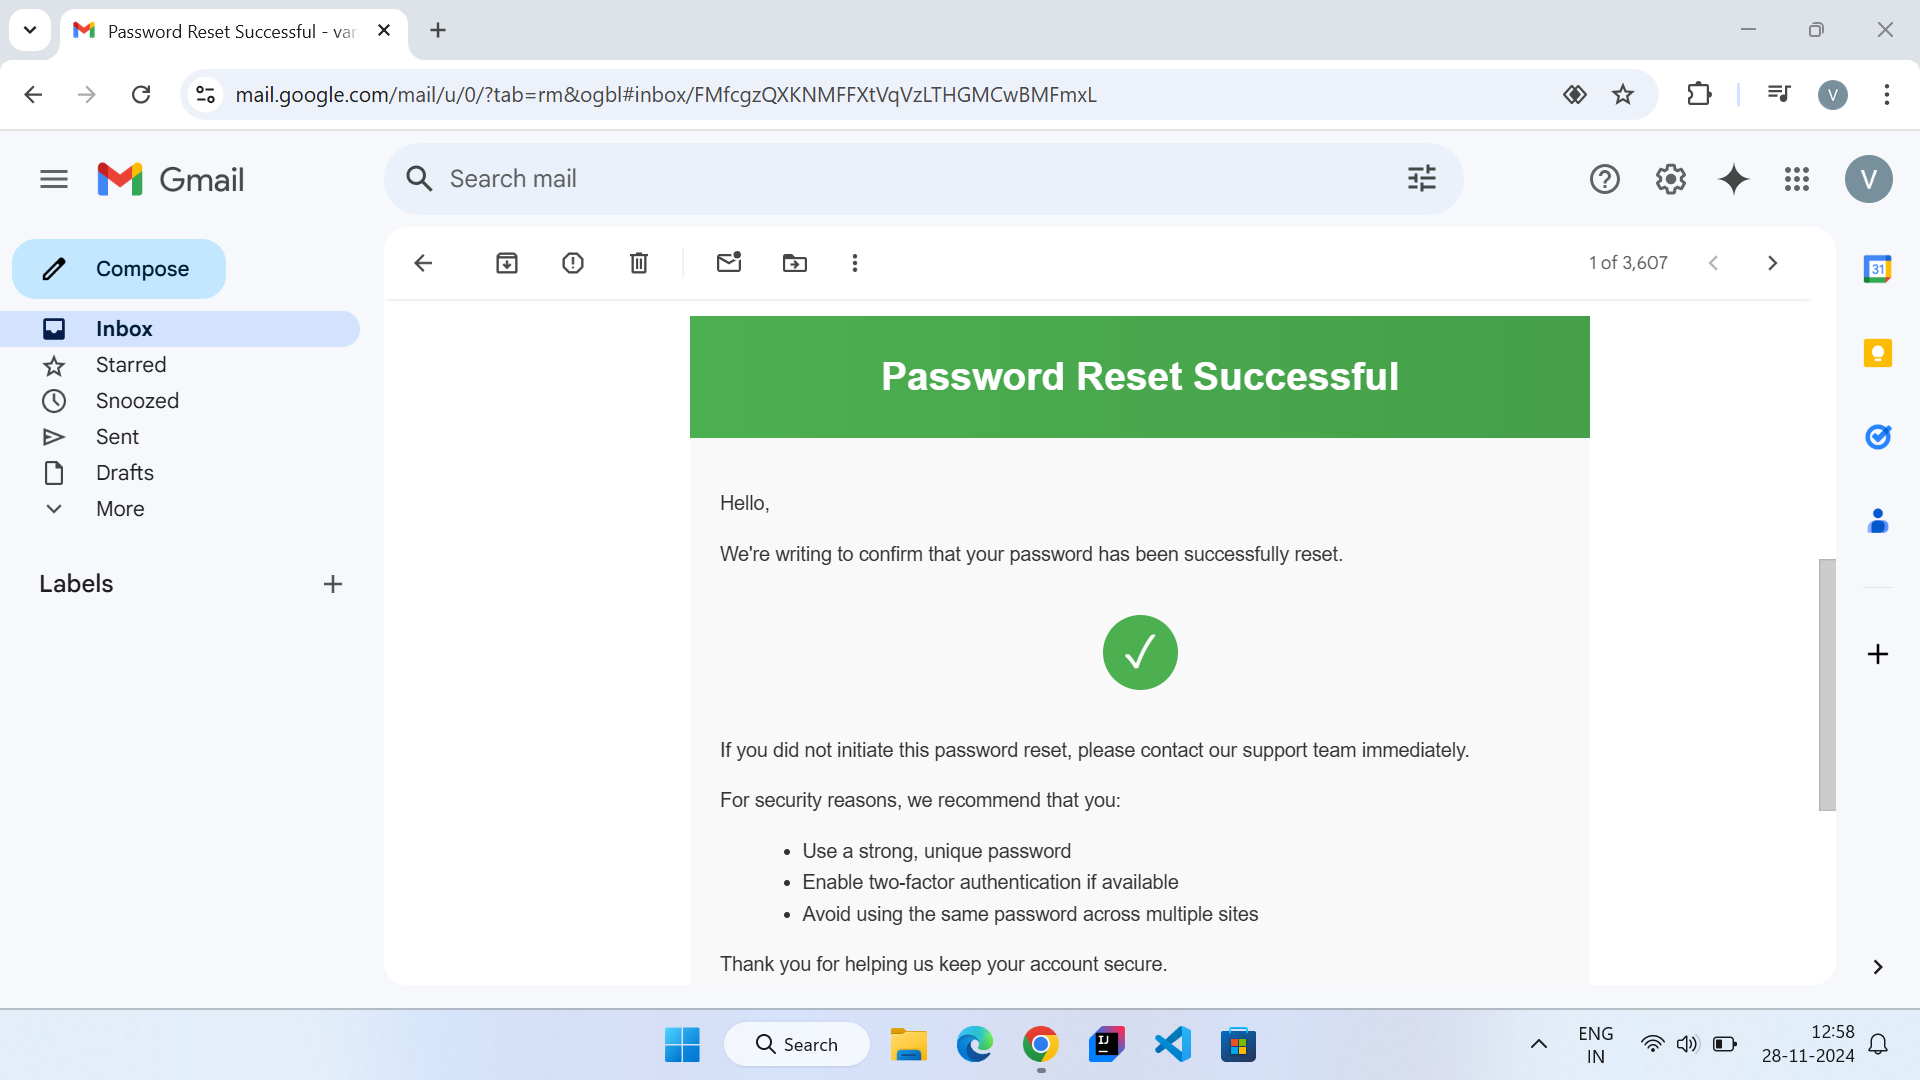 Password Reset Successful - var
mail.google.com/mail/u/0/?tab=rm&ogbl#inbox/FMfcgzQXKNMFFXtVqVzLTHGMCwBMFmxL
V
Gmail
Search mail
V
Compose
1 of 3,607
31
Inbox
Starred
Snoozed
Sent
Drafts
More
Labels
Password Reset Successful
Hello,
We're writing to confirm that your password has been successfully reset.
If you did not initiate this password reset, please contact our support team immediately.
For security reasons, we recommend that you:
• Use a strong, unique password
• Enable two-factor authentication if available
• Avoid using the same password across multiple sites
Thank you for helping us keep your account secure.
Search
IJ
ENG
IN
12:58
28-11-2024